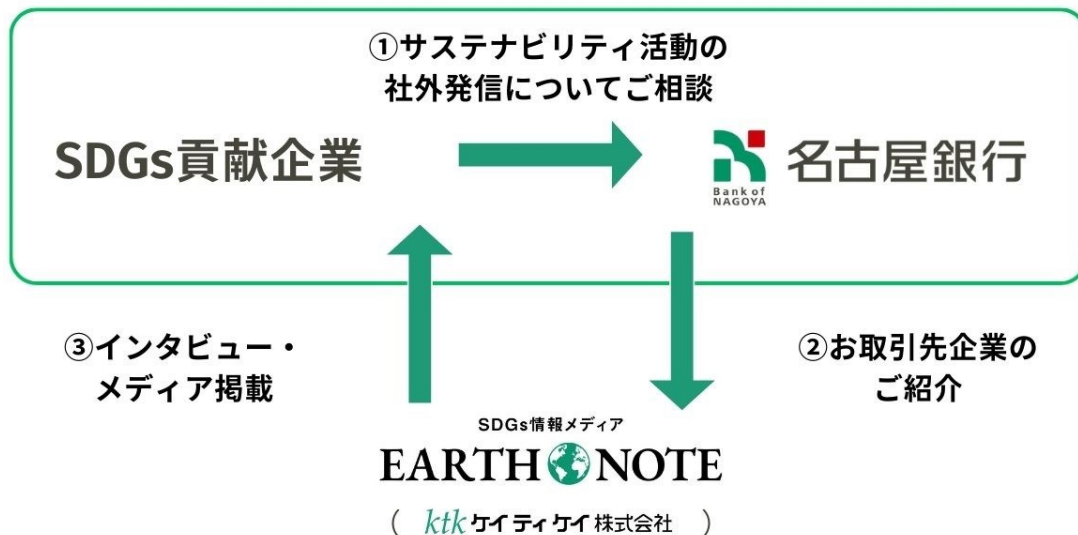 ①サステナビリティ活動の
社外発信についてご相談
SDGs貢献企業
Bank of
NAGOYA
名古屋銀行
③インタビュー・
メディア掲載
②お取引先企業の
ご紹介
SDGs情報メディア
EARTH NOTE
( ktk ケイティケイ株式会社 )